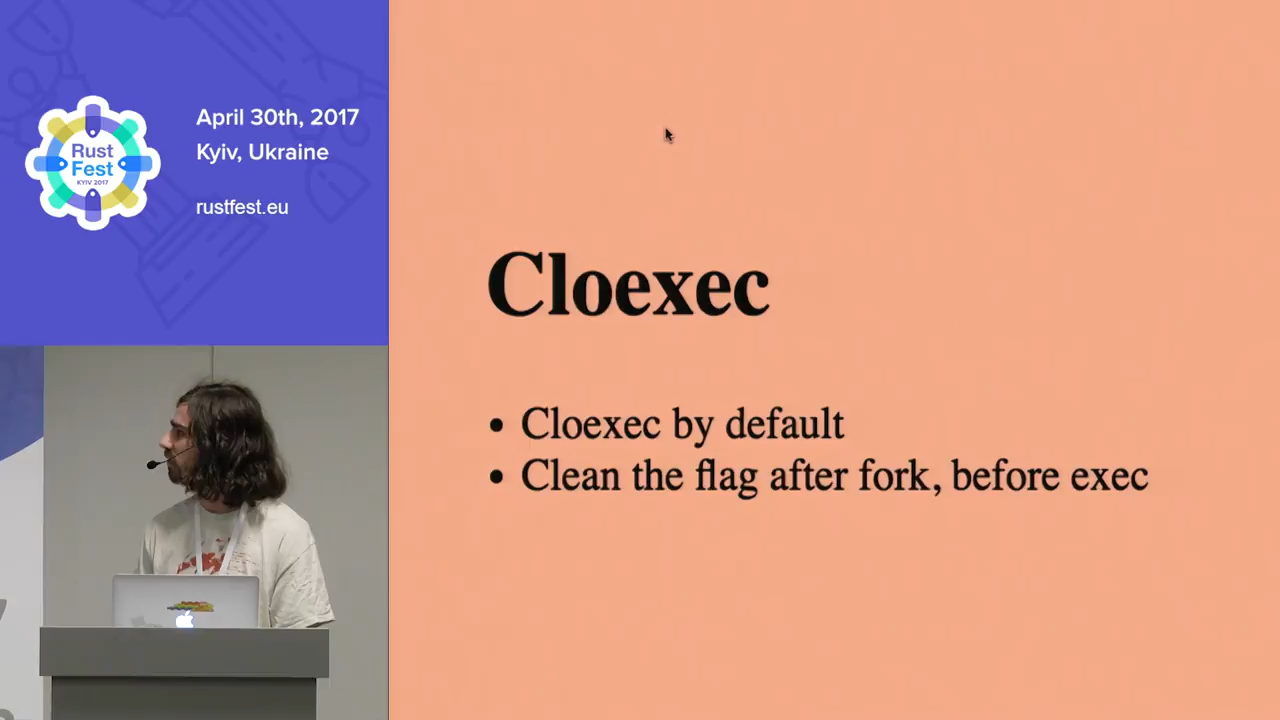 April 30th, 2017
Kyiv, Ukraine
rustfest.eu
Rust
Fest
KYIV 2017
Cloexec
• Cloexec by default
• Clean the flag after fork, before exec